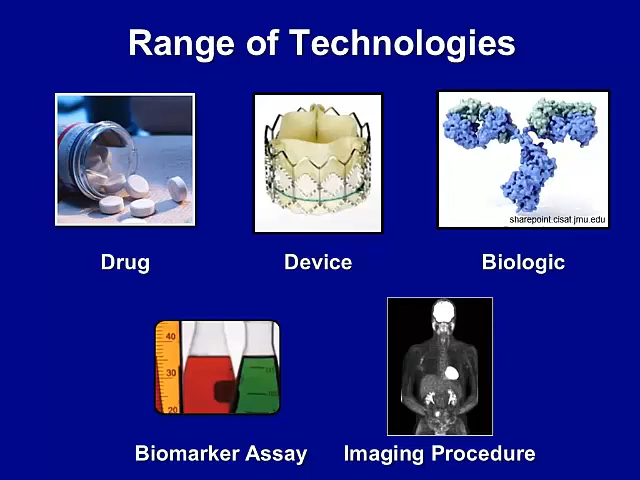 Range of Technologies
sharepoint.cisat.jmu.edu
Drug
Device
Biologic
40
30
20
Biomarker Assay
Imaging Procedure